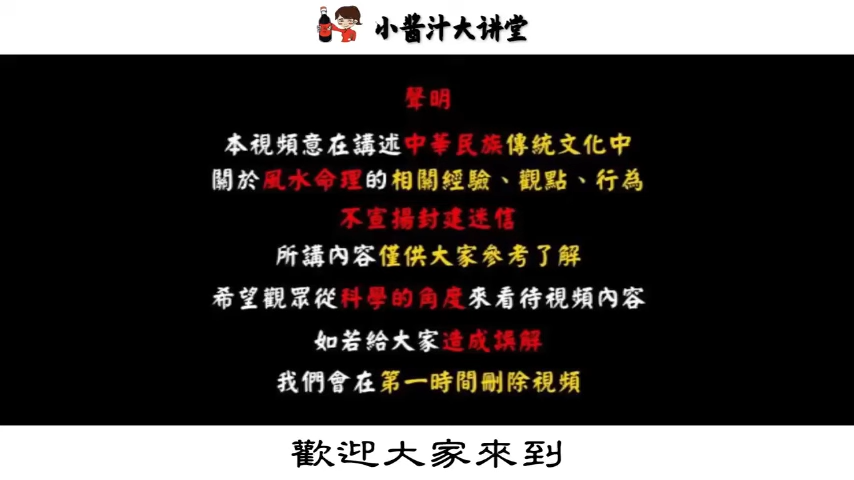 小酱汁大讲堂
聲明
本視頻意在講述中華民族傳統文化中
關於風水命理的相關經驗、觀點、行為
不宣揚封建迷信
所講內容僅供大家參考了解
希望觀眾從科學的角度來看待視頻內容
如若給大家造成誤解
我們會在第一時間刪除視頻
歡迎大家來到